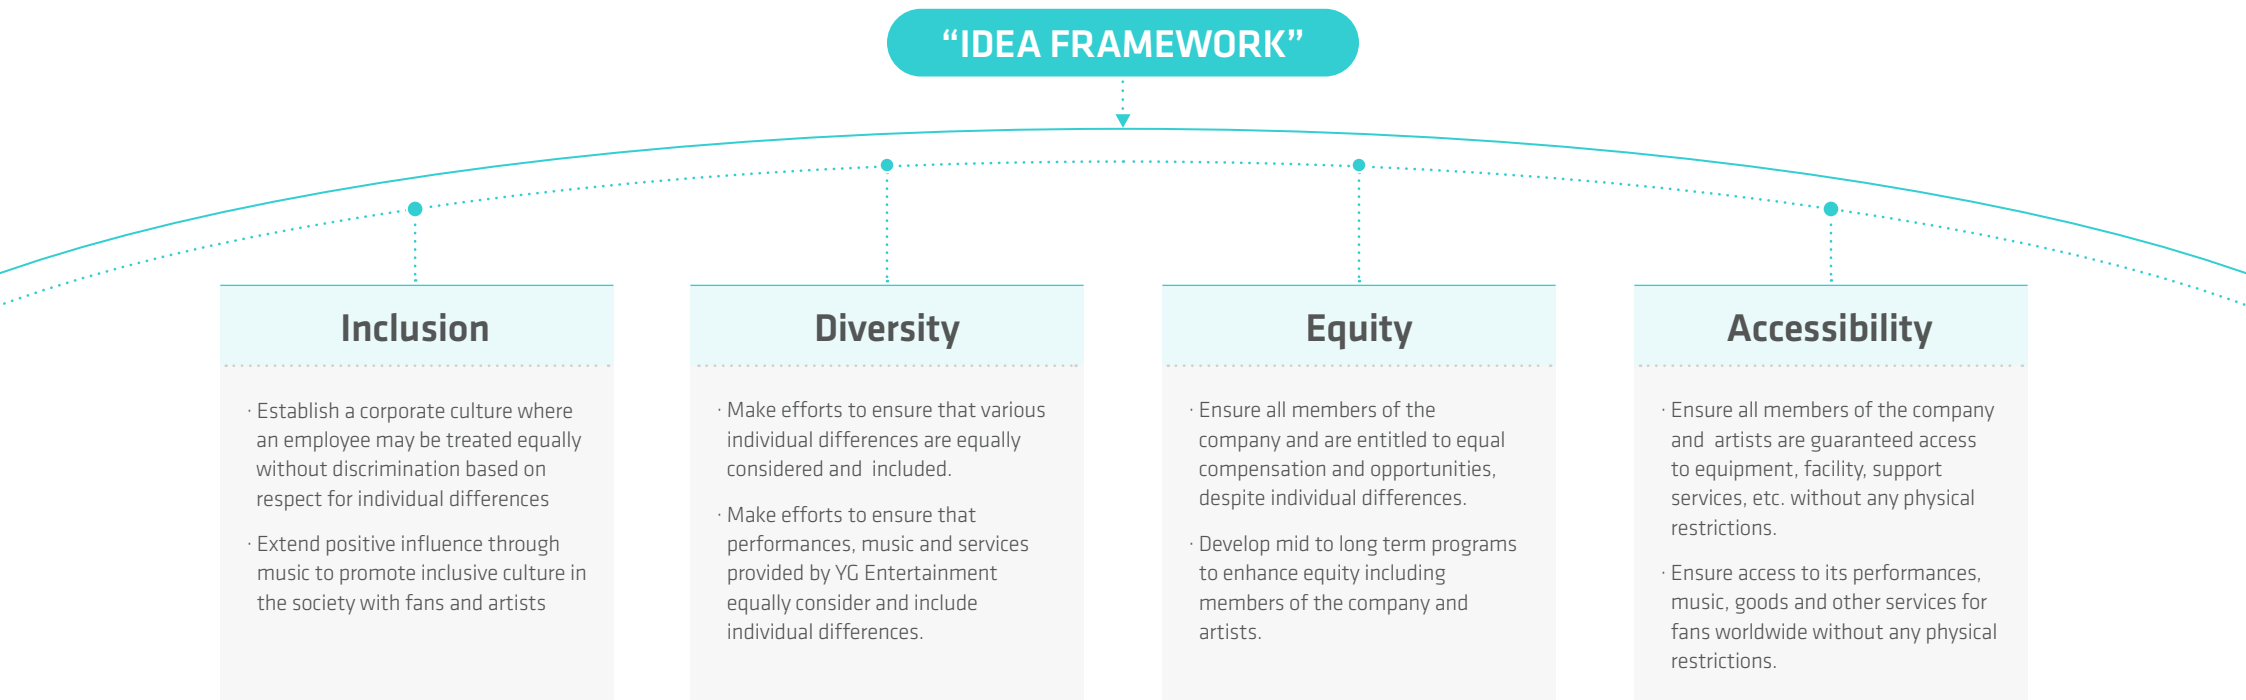 “IDEA FRAMEWORK”
Inclusion
· Establish a corporate culture where
an employee may be treated equally
without discrimination based on
respect for individual differences
· Extend positive influence through
music to promote inclusive culture in
the society with fans and artists
Diversity
· Make efforts to ensure that various
individual differences are equally
considered and  included.
· Make efforts to ensure that
performances, music and services
provided by YG Entertainment
equally consider and include
individual differences.
Equity
· Ensure all members of the
company and are entitled to equal
compensation and opportunities,
despite individual differences.
· Develop mid to long term programs
to enhance equity including
members of the company and
artists.
Accessibility
· Ensure all members of the company
and  artists are guaranteed access
to equipment, facility, support
services, etc. without any physical
restrictions.
· Ensure access to its performances,
music, goods and other services for
fans worldwide without any physical
restrictions.